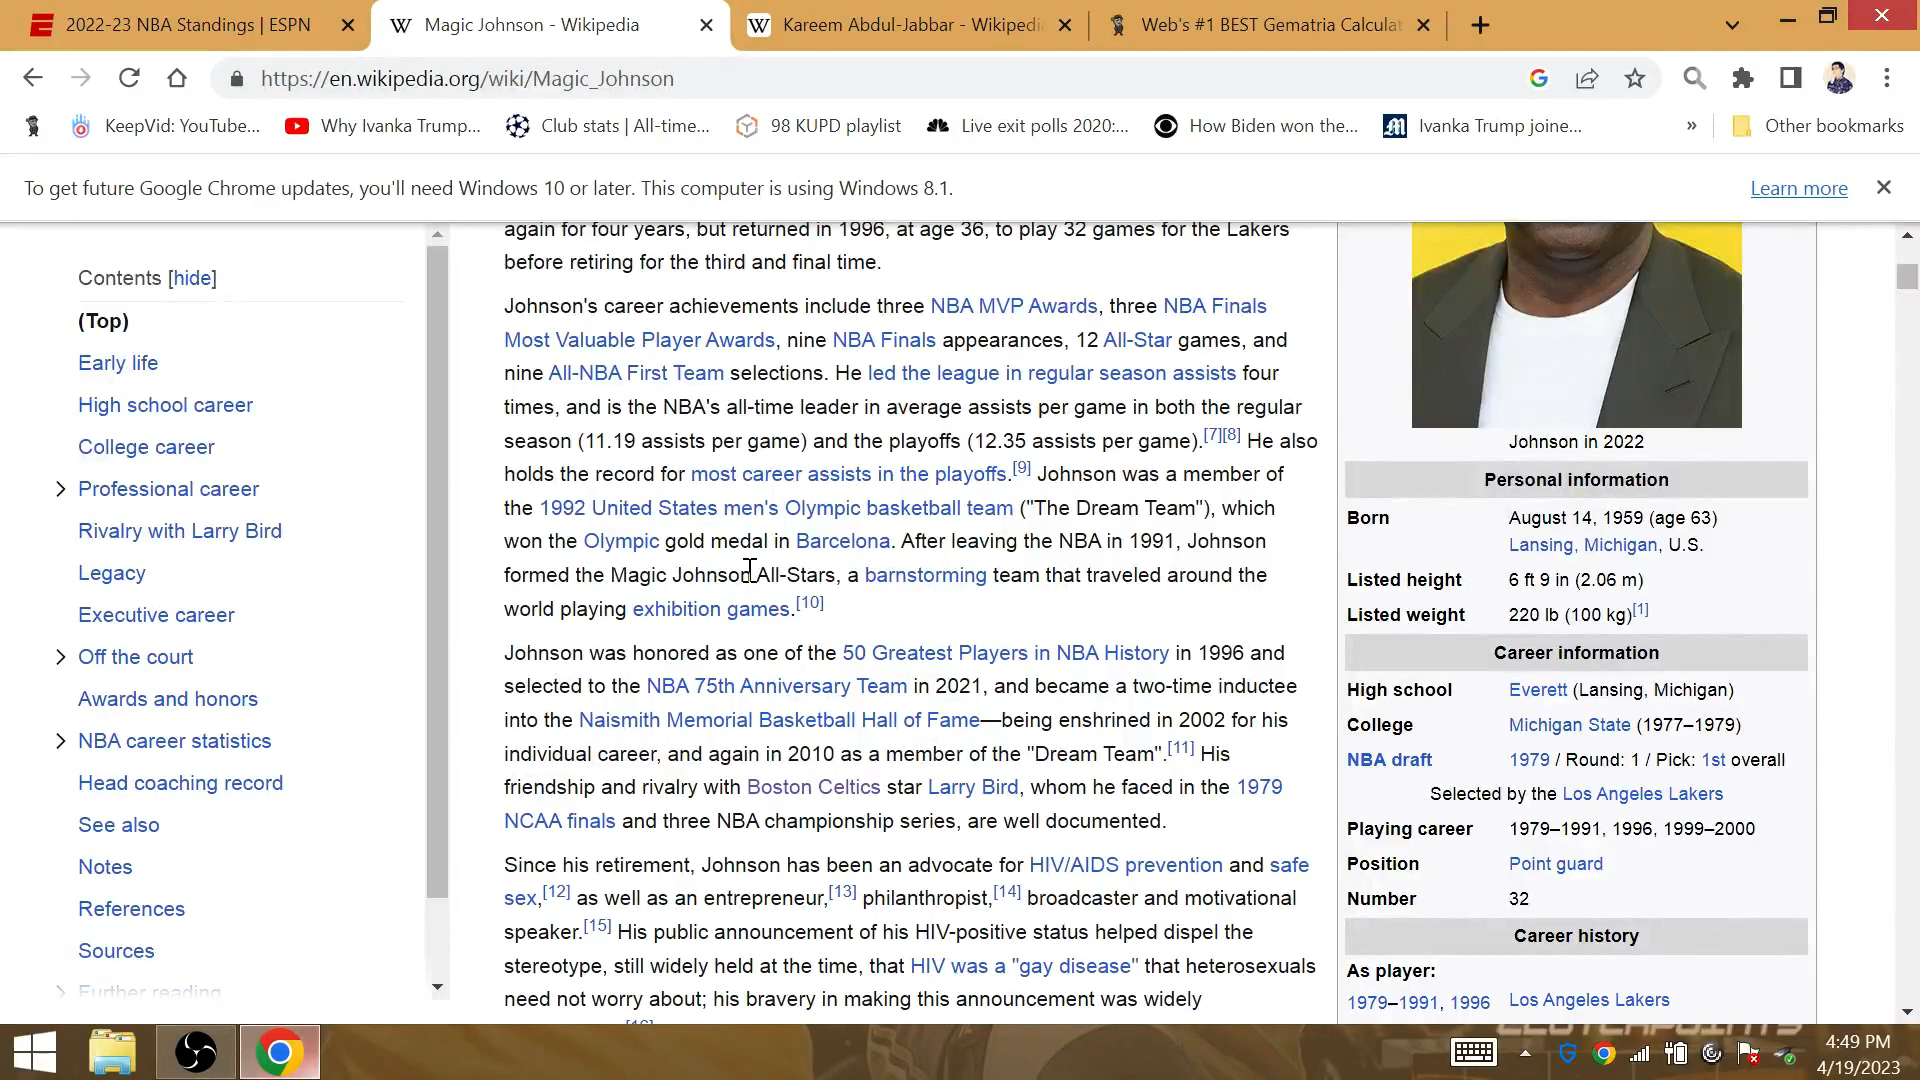 2022-23 NBA Standings | ESPN
Magic Johnson - Wikipedia
Kareem Abdul-Jabbar - Wikipedia
Web's #1 BEST Gematria Calculat
https://en.wikipedia.org/wiki/Magic_Johnson
KeepVid: YouTube...
Why Ivanka Trump...
Club stats | All-time...
98 KUPD playlist
Live exit polls 2020:...
How Biden won the...
Ivanka Trump joine...
»
Other bookmarks
To get future Google Chrome updates, you'll need Windows 10 or later. This computer is using Windows 8.1.
Learn more
Contents [hide]
(Top)
Early life
High school career
College career
Professional career
Rivalry with Larry Bird
Legacy
Executive career
Off the court
Awards and honors
NBA career statistics
Head coaching record
See also
Notes
References
Sources
Further reading
again for four years, but returned in 1996, at age 36, to play 32 games for the Lakers
before retiring for the third and final time.
Johnson's career achievements include three NBA MVP Awards, three NBA Finals
Most Valuable Player Awards, nine NBA Finals appearances, 12 All-Star games, and
nine All-NBA First Team selections. He led the league in regular season assists four
times, and is the NBA's all-time leader in average assists per game in both the regular
season (11.19 assists per game) and the playoffs (12.35 assists per game).[7][8] He also
holds the record for most career assists in the playoffs.[9] Johnson was a member of
the 1992 United States men's Olympic basketball team ("The Dream Team"), which
won the Olympic gold medal in Barcelona. After leaving the NBA in 1991, Johnson
formed the Magic Johnson All-Stars, a barnstorming team that traveled around the
world playing exhibition games.[10]
Johnson was honored as one of the 50 Greatest Players in NBA History in 1996 and
selected to the NBA 75th Anniversary Team in 2021, and became a two-time inductee
into the Naismith Memorial Basketball Hall of Fame—being enshrined in 2002 for his
individual career, and again in 2010 as a member of the "Dream Team".[11] His
friendship and rivalry with Boston Celtics star Larry Bird, whom he faced in the 1979
NCAA finals and three NBA championship series, are well documented.
Since his retirement, Johnson has been an advocate for HIV/AIDS prevention and safe
sex,[12] as well as an entrepreneur,[13] philanthropist,[14] broadcaster and motivational
speaker.[15] His public announcement of his HIV-positive status helped dispel the
stereotype, still widely held at the time, that HIV was a "gay disease" that heterosexuals
need not worry about; his bravery in making this announcement was widely
Johnson in 2022
Personal information
Born August 14, 1959 (age 63)
Lansing, Michigan, U.S.
Listed height 6 ft 9 in (2.06 m)
Listed weight 220 lb (100 kg)[1]
Career information
High school Everett (Lansing, Michigan)
College Michigan State (1977–1979)
NBA draft 1979 / Round: 1 / Pick: 1st overall
Selected by the Los Angeles Lakers
Playing career 1979–1991, 1996, 1999–2000
Position Point guard
Number 32
Career history
As player:
1979–1991, 1996 Los Angeles Lakers
4:49 PM
4/19/2023